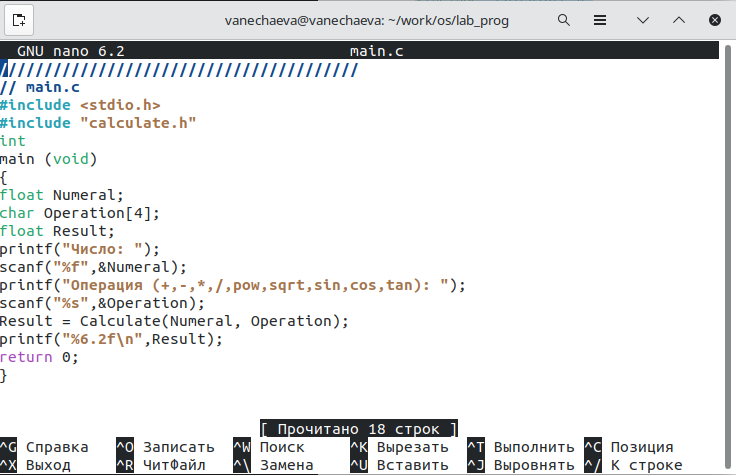 vanechaeva@vanechaeva: ~/work/os/lab_prog
GNU nano 6.2 main.c
////////////////////////////////////////
// main.c
#include <stdio.h>
#include "calculate.h"
int
main (void)
{
float Numeral;
char Operation[4];
float Result;
printf("Число: ");
scanf("%f",&Numeral);
printf("Операция (+,-,*,/,pow,sqrt,sin,cos,tan): ");
scanf("%s",&Operation);
Result = Calculate(Numeral, Operation);
printf("%6.2f\n",Result);
return 0;
}
[ Прочитано 18 строк ]
^G Справка ^O Записать ^W Поиск ^K Вырезать ^T Выполнить ^C Позиция
^X Выход ^R ЧитФайл ^\ Замена ^U Вставить ^J Выровнять ^/ К строке